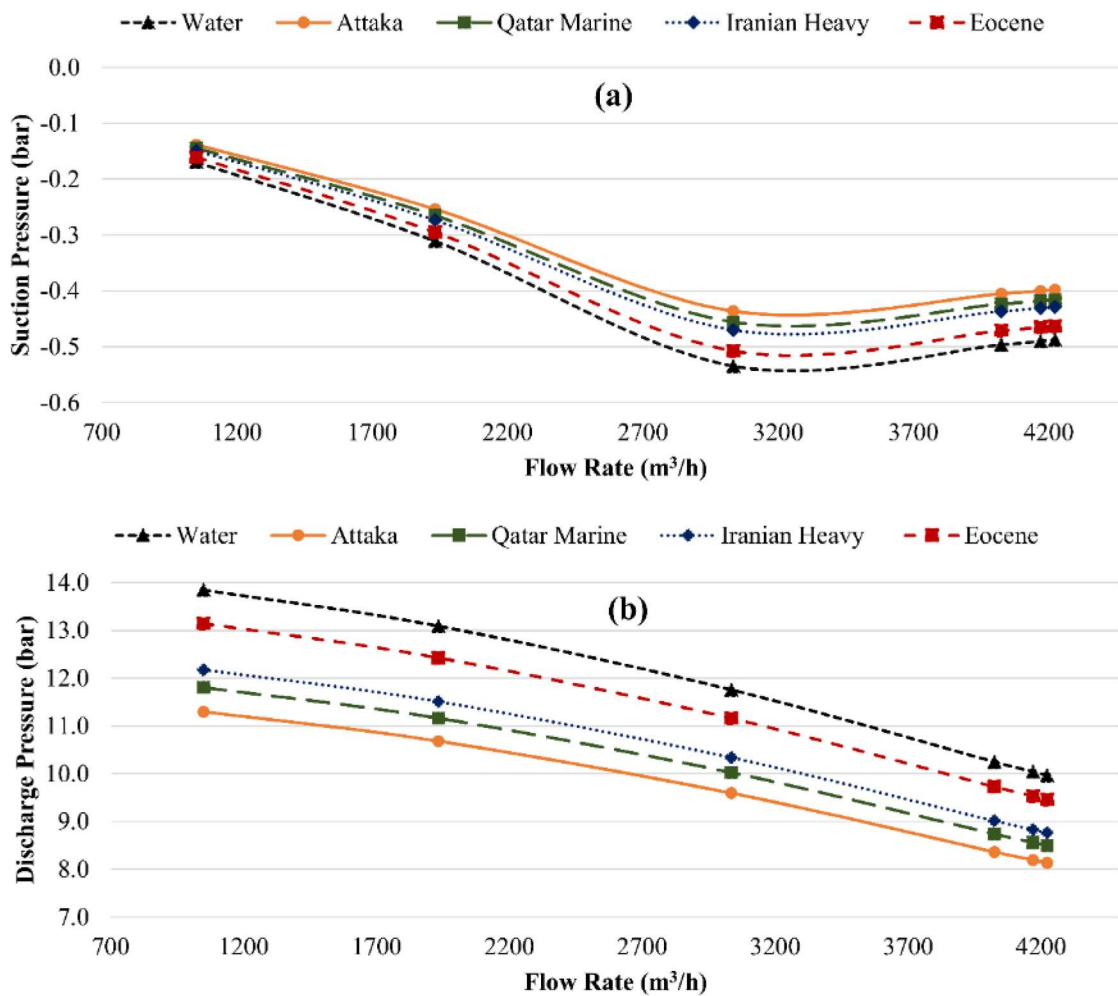 Water Attaka Qatar Marine Iranian Heavy Eocene
0.0
(a)
-0.1
-0.2
-0.3
-0.4
-0.5
-0.6
Suction Pressure (bar)
700 1200 1700 2200 2700 3200 3700 4200
Flow Rate (m³/h)
Water Attaka Qatar Marine Iranian Heavy Eocene
14.0
(b)
13.0
12.0
11.0
10.0
9.0
8.0
7.0
Discharge Pressure (bar)
700 1200 1700 2200 2700 3200 3700 4200
Flow Rate (m³/h)